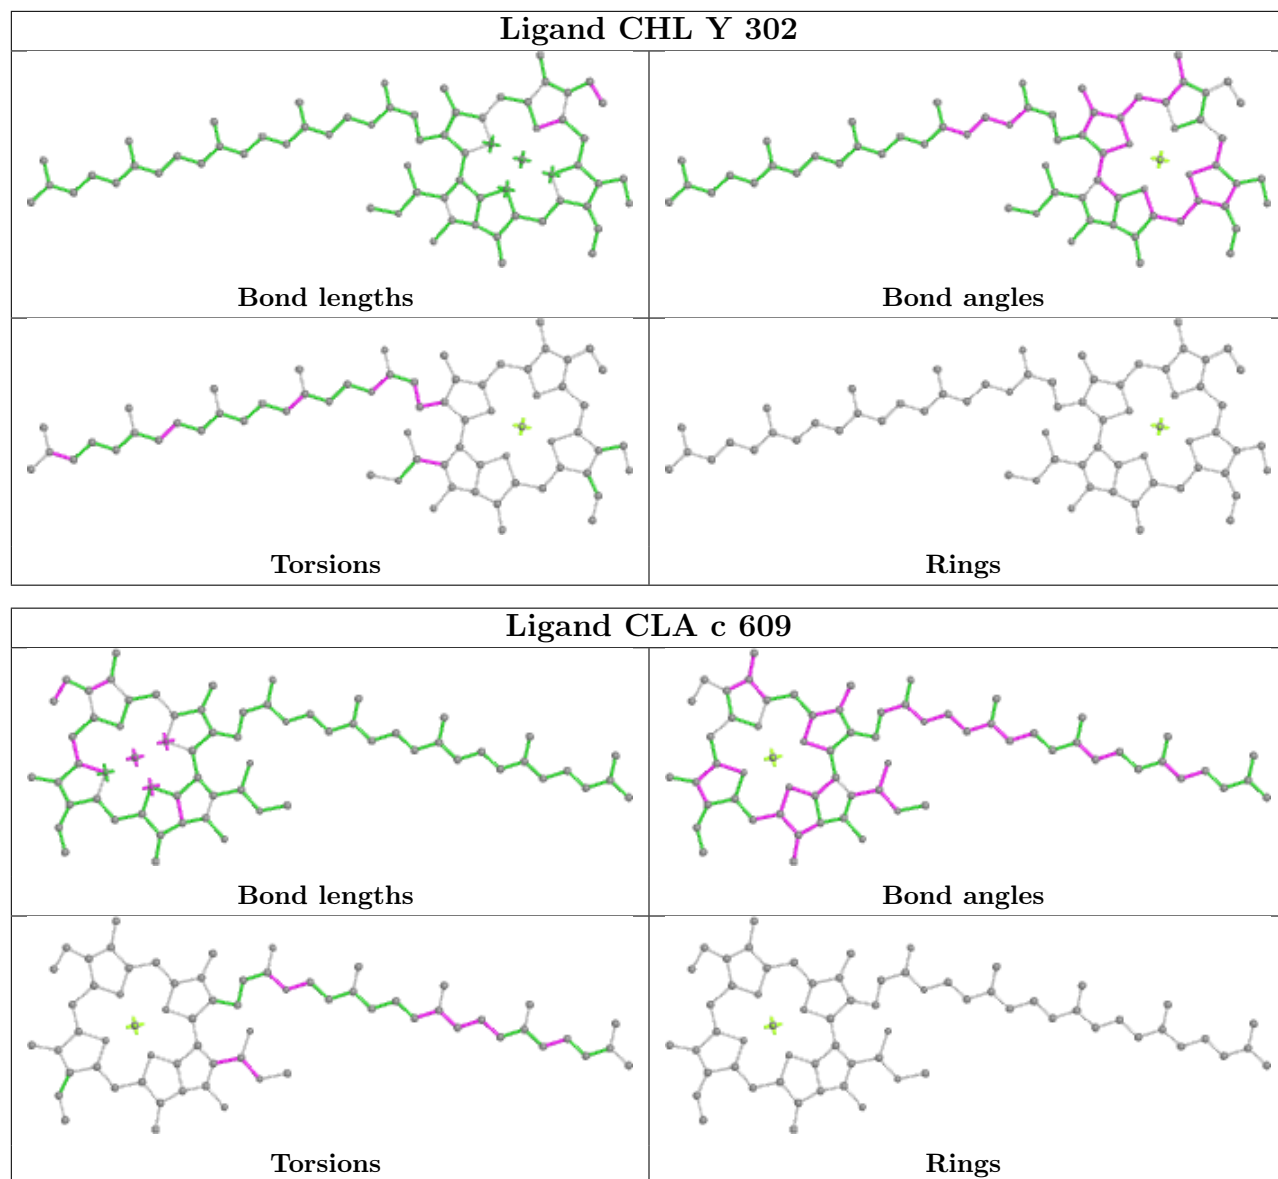 Ligand CHL Y 302
Bond lengths
Bond angles
Torsions
Rings
Ligand CLA c 609
Bond lengths
Bond angles
Torsions
Rings